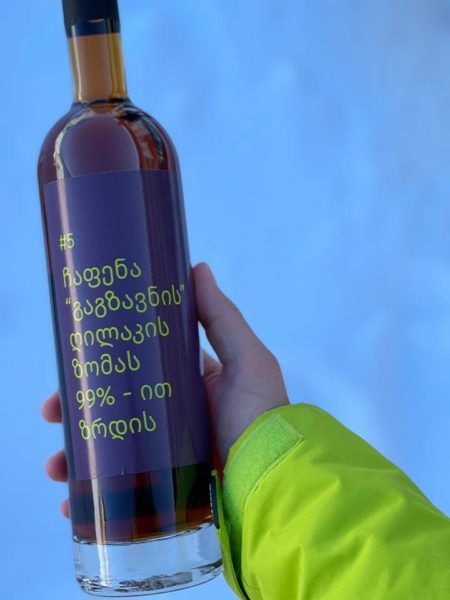 #5
ჩაფენა
“გაგზავნის”
ღილაკის
ზომას
99% - ით
ზრდის